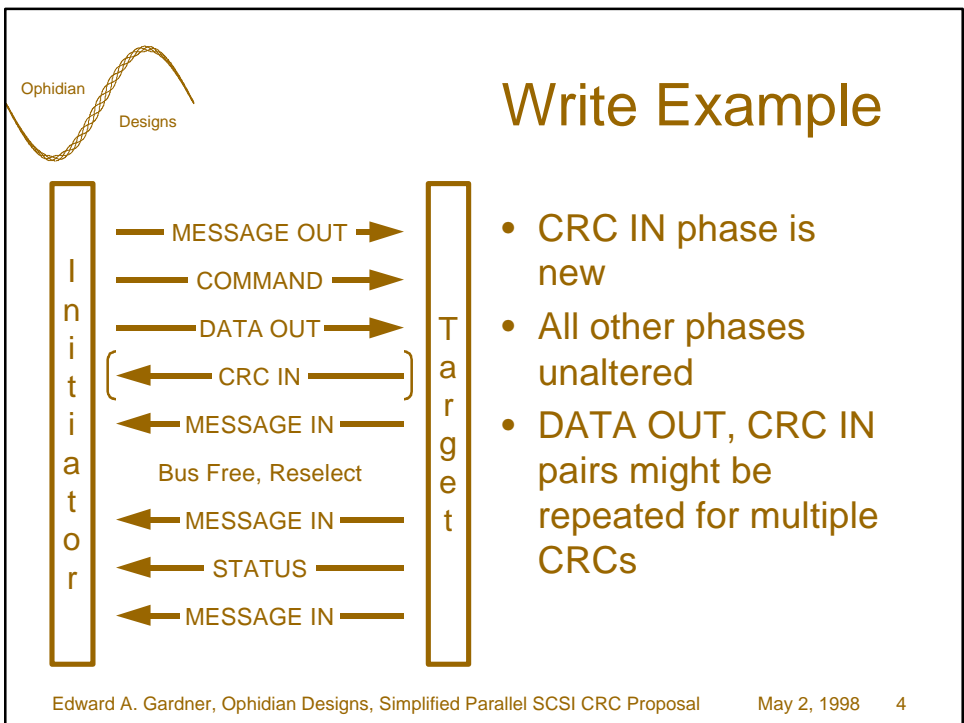 Ophidian
Designs
Write Example
Initiator
MESSAGE OUT
COMMAND
DATA OUT
CRC IN
MESSAGE IN
Bus Free, Reselect
MESSAGE IN
STATUS
MESSAGE IN
Target
• CRC IN phase is
new
• All other phases
unaltered
• DATA OUT, CRC IN
pairs might be
repeated for multiple
CRCs
Edward A. Gardner, Ophidian Designs, Simplified Parallel SCSI CRC Proposal May 2, 1998 4